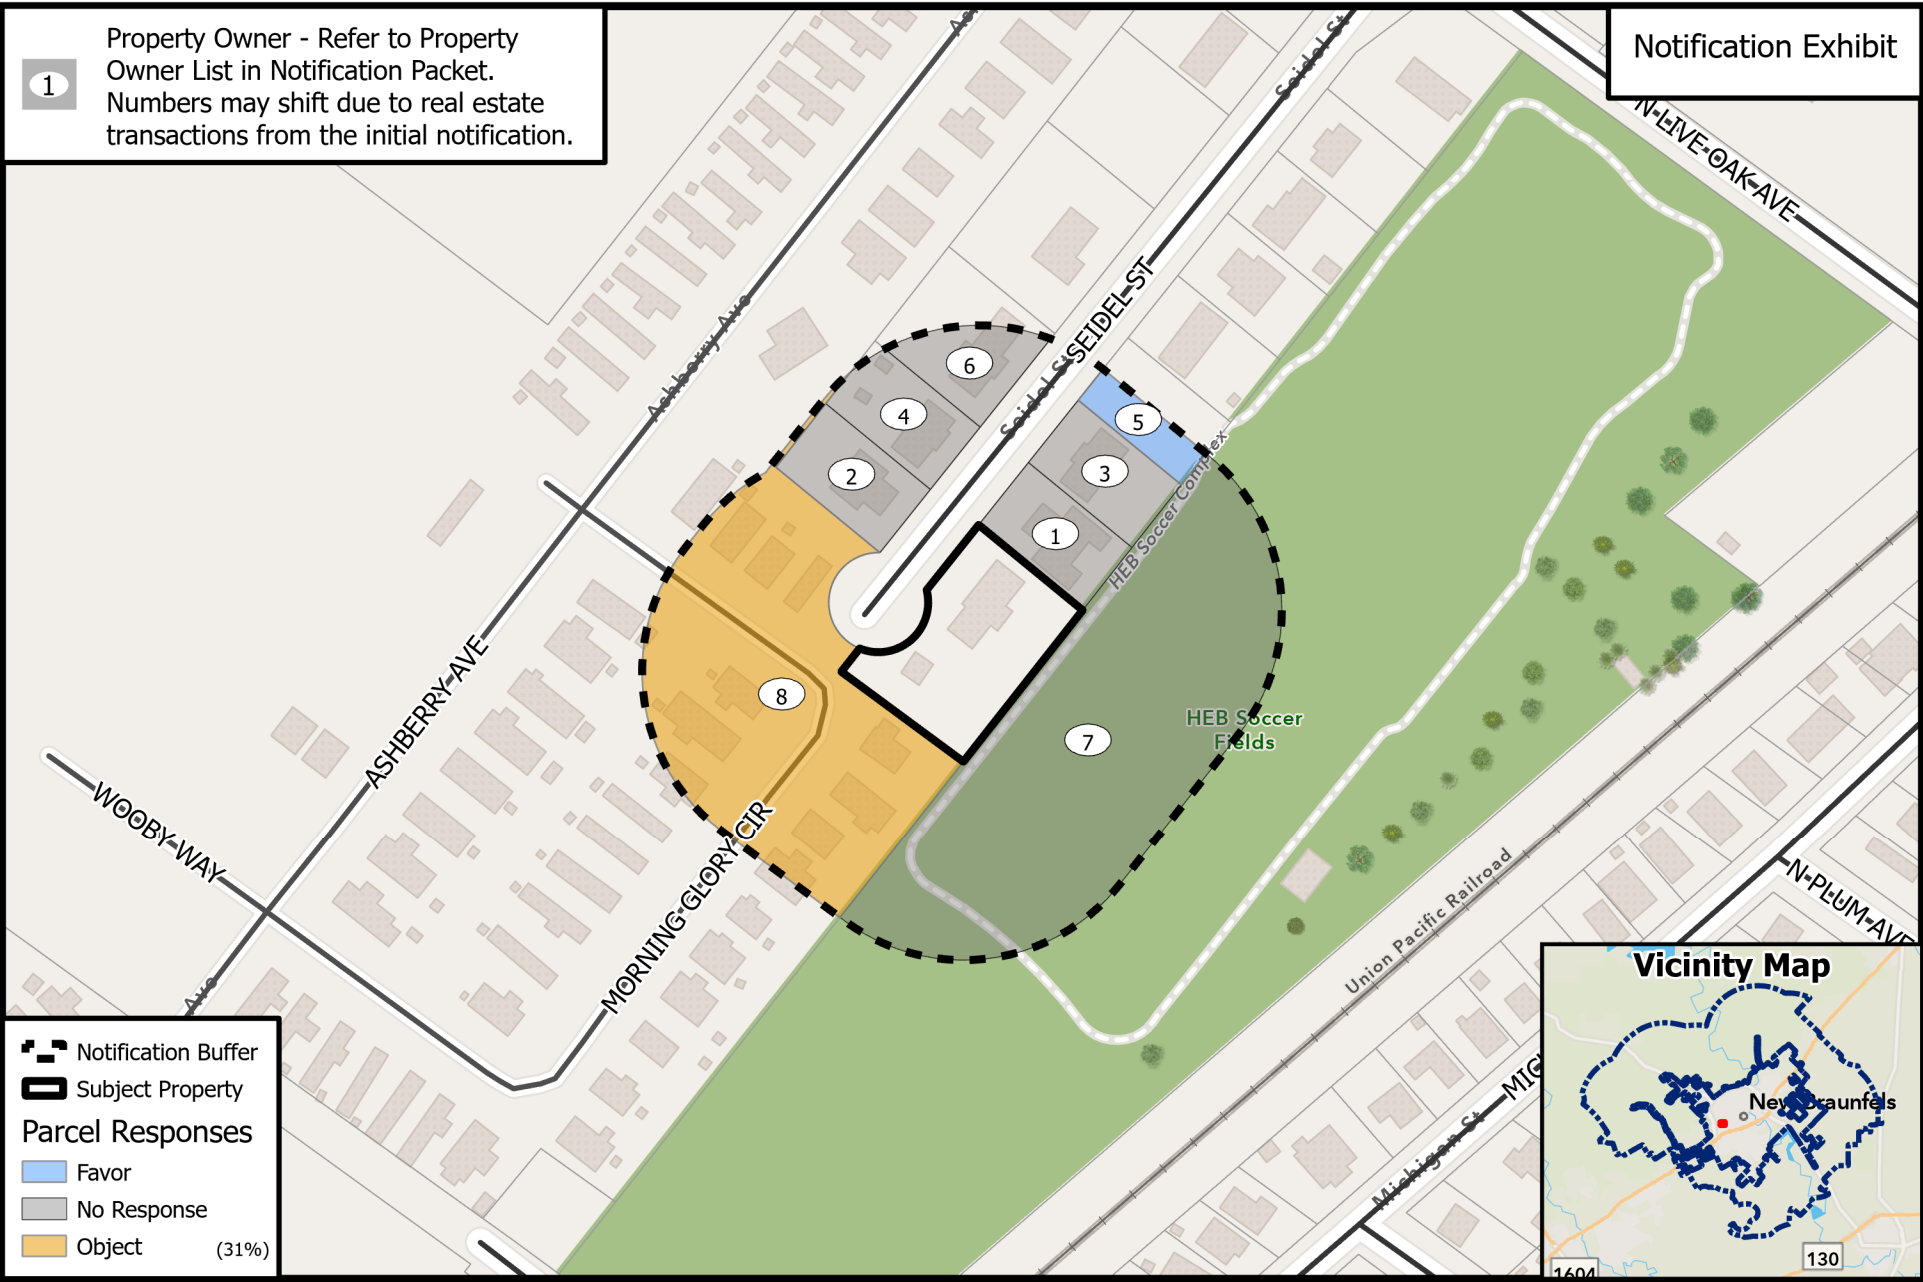 1
Property Owner - Refer to Property
Owner List in Notification Packet.
Numbers may shift due to real estate
transactions from the initial notification.
Notification Exhibit
Seidel St
N-LIVE-OAK-AVE
SEIDEL ST
Seidel St
Ashberry Ave
6
4
2
5
3
1
HEB Soccer Complex
8
7
HEB Soccer
Fields
ASHBERRY AVE
WOOBY-WAY
MORNING-GLORY-CIR
Ave
Union Pacific Railroad
N-PLUM-AVE
MIC
Michigan St
Notification Buffer
Subject Property
Parcel Responses
Favor
No Response
Object (31%)
Vicinity Map
New Braunfels
130
1604